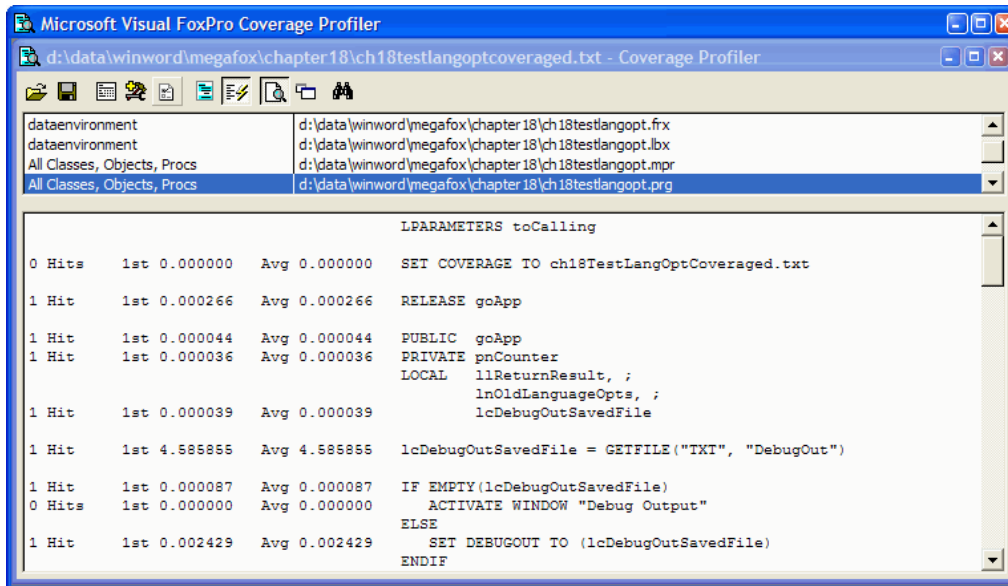 Microsoft Visual FoxPro Coverage Profiler
d:\data\winword\megafox\chapter18\ch18testlangoptcoveraged.txt - Coverage Profiler
dataenvironment d:\data\winword\megafox\chapter18\ch18testlangopt.frx
dataenvironment d:\data\winword\megafox\chapter18\ch18testlangopt.lbx
All Classes, Objects, Procs d:\data\winword\megafox\chapter18\ch18testlangopt.mpr
All Classes, Objects, Procs d:\data\winword\megafox\chapter18\ch18testlangopt.prg
LPARAMETERS toCalling
0 Hits 1st 0.000000 Avg 0.000000 SET COVERAGE TO ch18TestLangOptCoveraged.txt
1 Hit 1st 0.000266 Avg 0.000266 RELEASE goApp
1 Hit 1st 0.000044 Avg 0.000044 PUBLIC goApp
1 Hit 1st 0.000036 Avg 0.000036 PRIVATE pnCounter
LOCAL llReturnResult, ;
lnOldLanguageOpts, ;
1 Hit 1st 0.000039 Avg 0.000039 lcDebugOutSavedFile
1 Hit 1st 4.585855 Avg 4.585855 lcDebugOutSavedFile = GETFILE("TXT", "DebugOut")
1 Hit 1st 0.000087 Avg 0.000087 IF EMPTY(lcDebugOutSavedFile)
0 Hits 1st 0.000000 Avg 0.000000 ACTIVATE WINDOW "Debug Output"
ELSE
1 Hit 1st 0.002429 Avg 0.002429 SET DEBUGOUT TO (lcDebugOutSavedFile)
ENDIF